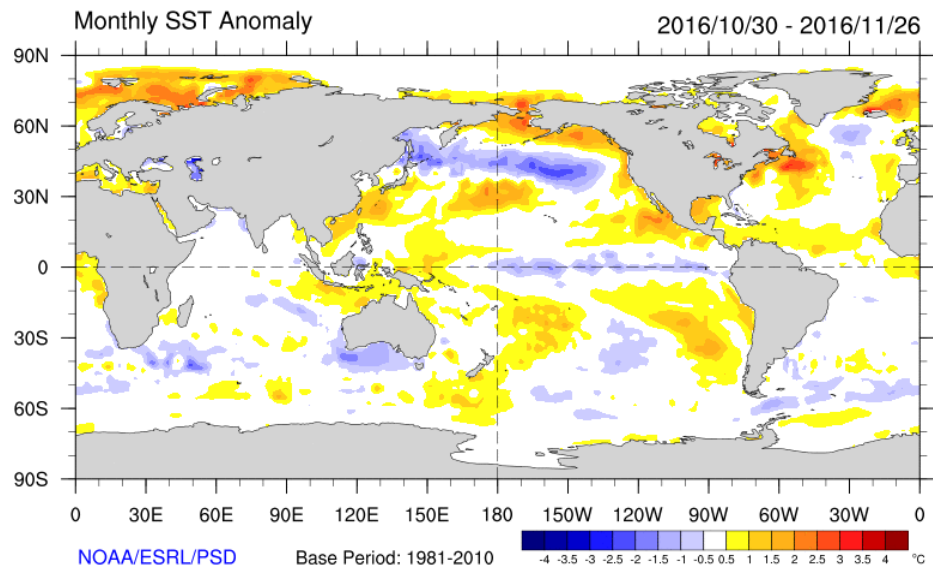 Monthly SST Anomaly 2016/10/30 - 2016/11/26
90N
60N
30N
0
30S
60S
90S
0 30E 60E 90E 120E 150E 180 150W 120W 90W 60W 30W 0
NOAA/ESRL/PSD Base Period: 1981-2010
-4 -3.5 -3 -2.5 -2 -1.5 -1 -0.5 0.5 1 1.5 2 2.5 3 3.5 4 °C